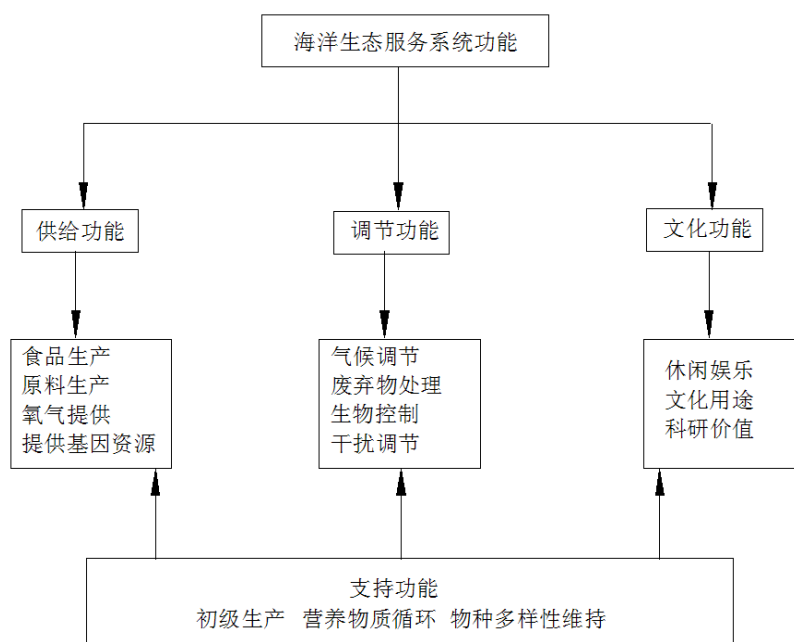 海洋生态服务系统功能
供给功能
调节功能
文化功能
食品生产
原料生产
氧气提供
提供基因资源
气候调节
废弃物处理
生物控制
干扰调节
休闲娱乐
文化用途
科研价值
支持功能
初级生产 营养物质循环 物种多样性维持